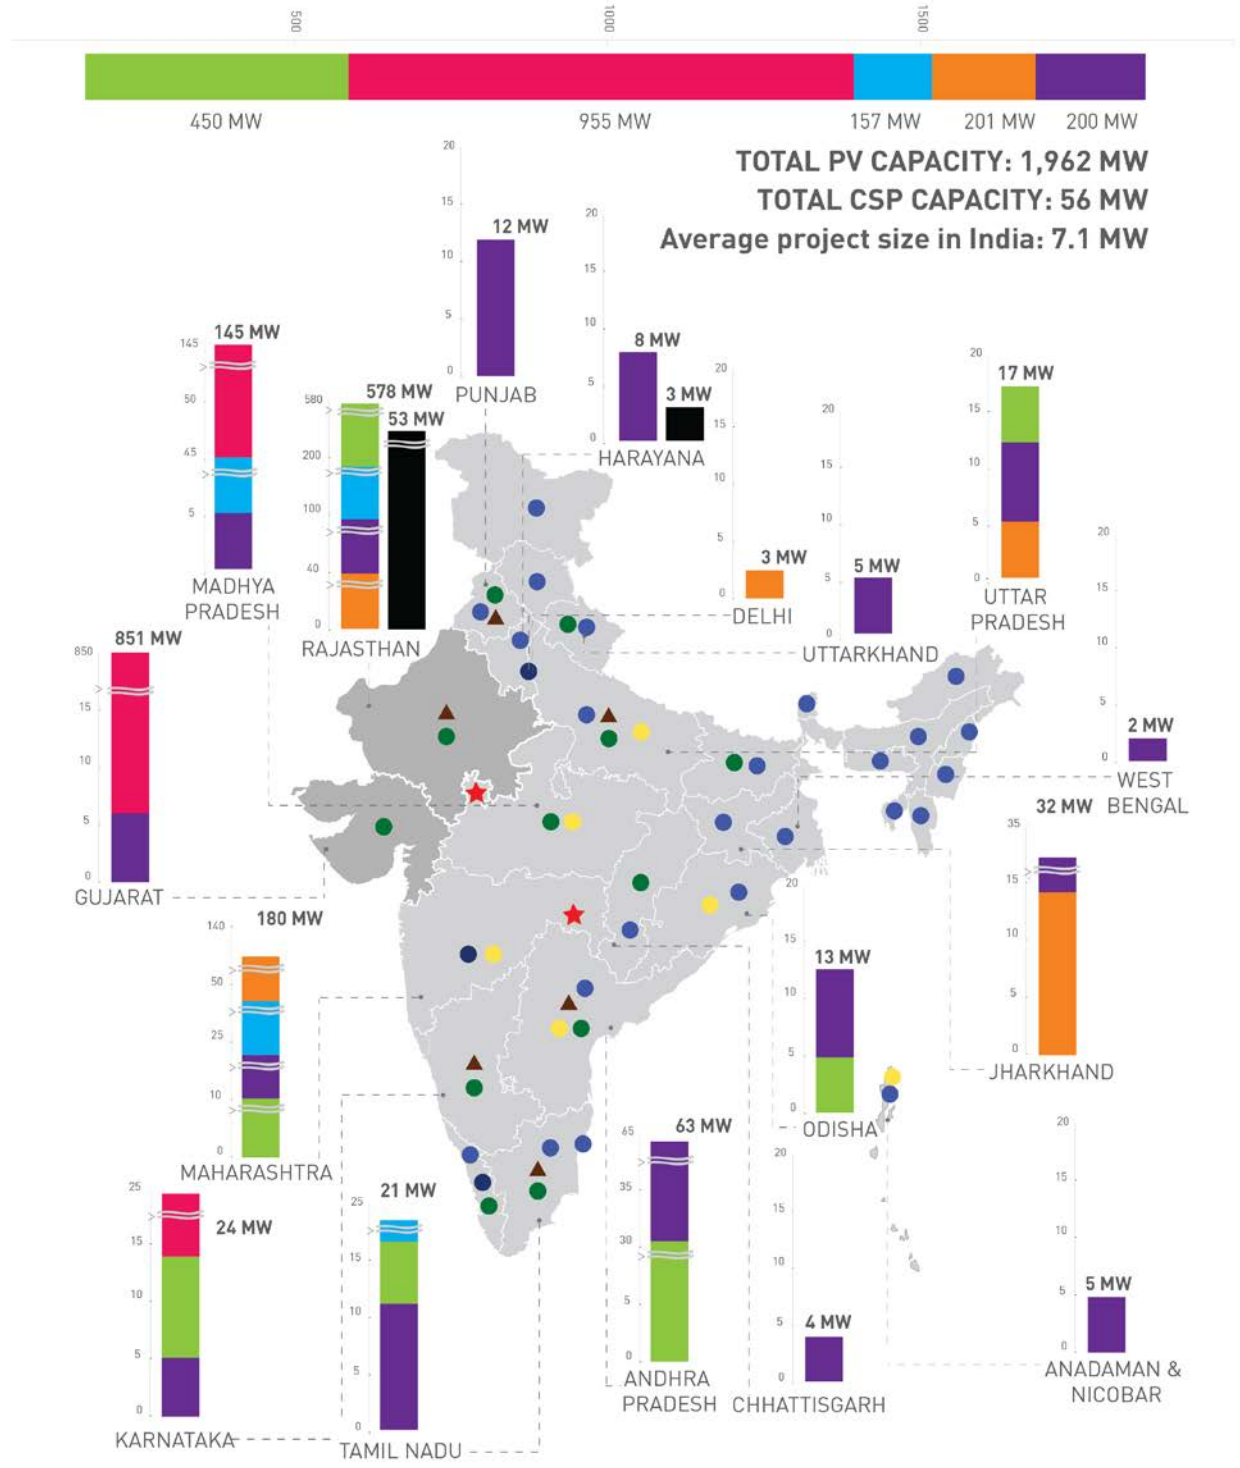 500
1000
1500
450 MW
955 MW
157 MW
201 MW
200 MW
TOTAL PV CAPACITY: 1,962 MW
TOTAL CSP CAPACITY: 56 MW
Average project size in India: 7.1 MW
20
15
10
5
0
12 MW
PUNJAB
20
15
10
5
0
8 MW
3 MW
HARAYANA
145 MW
145
50
45
5
MADHYA
PRADESH
578 MW
53 MW
580
200
100
40
0
RAJASTHAN
20
15
10
5
0
3 MW
DELHI
20
15
10
5
0
5 MW
UTTARKHAND
20
15
10
5
0
17 MW
UTTAR
PRADESH
20
15
10
5
0
2 MW
WEST
BENGAL
851 MW
850
15
10
5
0
GUJARAT
32 MW
35
15
10
5
0
JHARKHAND
180 MW
140
50
25
10
0
MAHARASHTRA
20
15
10
5
0
13 MW
ODISHA
25
15
10
5
0
24 MW
KARNATAKA
21 MW
25
15
10
5
0
TAMIL NADU
63 MW
65
35
30
5
0
ANDHRA
PRADESH
20
15
10
5
0
4 MW
CHHATTISGARH
20
15
10
5
0
5 MW
ANADAMAN &
NICOBAR